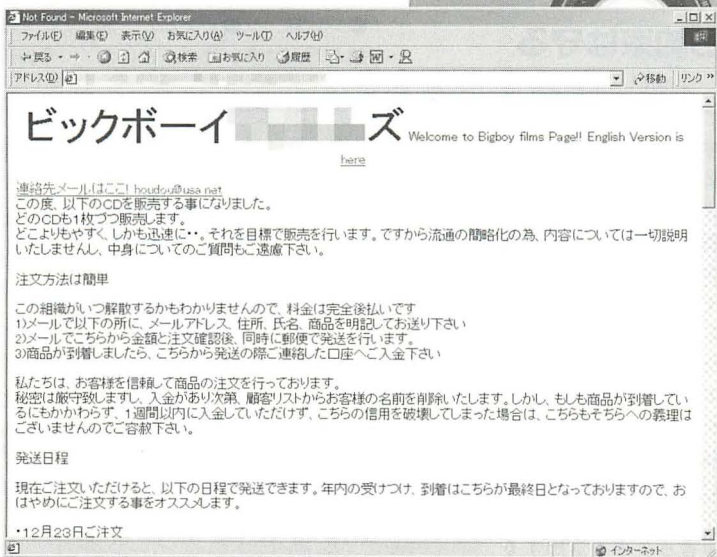 Not Found - Microsoft Internet Explorer
ファイル(F) 編集(E) 表示(V) お気に入り(A) ツール(T) ヘルプ(H)
戻る 検索 お気に入り 履歴
アドレス(D) 移動 リンク »
ビックボーイ ズ Welcome to Bigboy films Page!! English Version is
here
連絡先メールはここ! houdou@usa.net
この度、以下のCDを販売する事になりました。
どのCDも1枚づつ販売します。
どこよりもやすく、しかも迅速に・・。それを目標で販売を行います。ですから流通の簡略化の為、内容については一切説明
いたしませんし、中身についてのご質問もご遠慮下さい。
注文方法は簡単
この組織がいつ解散するかもわかりませんので、料金は完全後払いです
1)メールで以下の所に、メールアドレス、住所、氏名、商品を明記してお送り下さい
2)メールでこちらから金額と注文確認後、同時に郵便で発送を行います。
3)商品が到着しましたら、こちらから発送の際ご連絡した口座へご入金下さい
私たちは、お客様を信頼して商品の注文を行っております。
秘密は厳守致しますし、入金があり次第、顧客リストからお客様の名前を削除いたします。しかし、もしも商品が到着してい
るにもかかわらず、1週間以内に入金していただけず、こちらの信用を破壊してしまった場合は、こちらもそちらへの義理は
ございませんのでご容赦下さい。
発送日程
現在ご注文いただけると、以下の日程で発送できます。年内の受けつけ、到着はこちらが最終日となっておりますので、お
はやめにご注文する事をオススメします。
・12月23日ご注文
インターネット